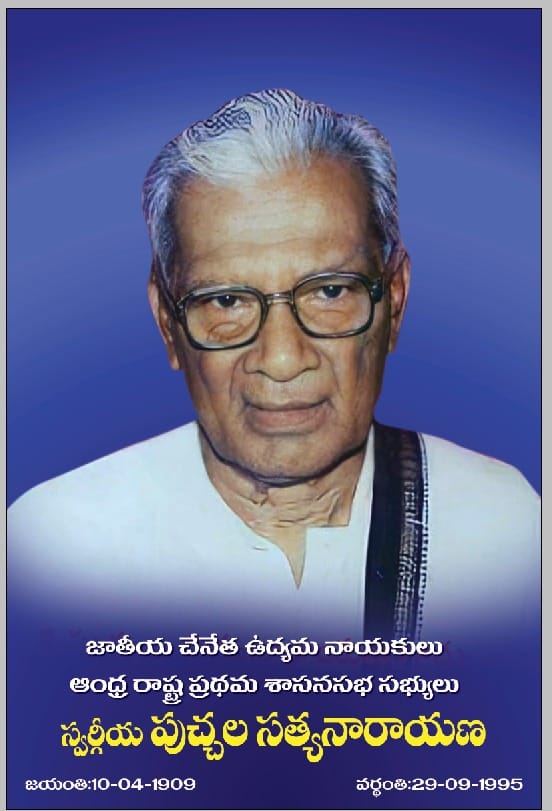 జాతీయ చేనేత ఉద్యమ నాయకులు
ఆంధ్ర రాష్ట్ర ప్రథమ శాసనసభ సభ్యులు
స్వర్గీయ పుచ్చల సత్యనారాయణ
జయంతి:10-04-1909 వర్థంతి:29-09-1995